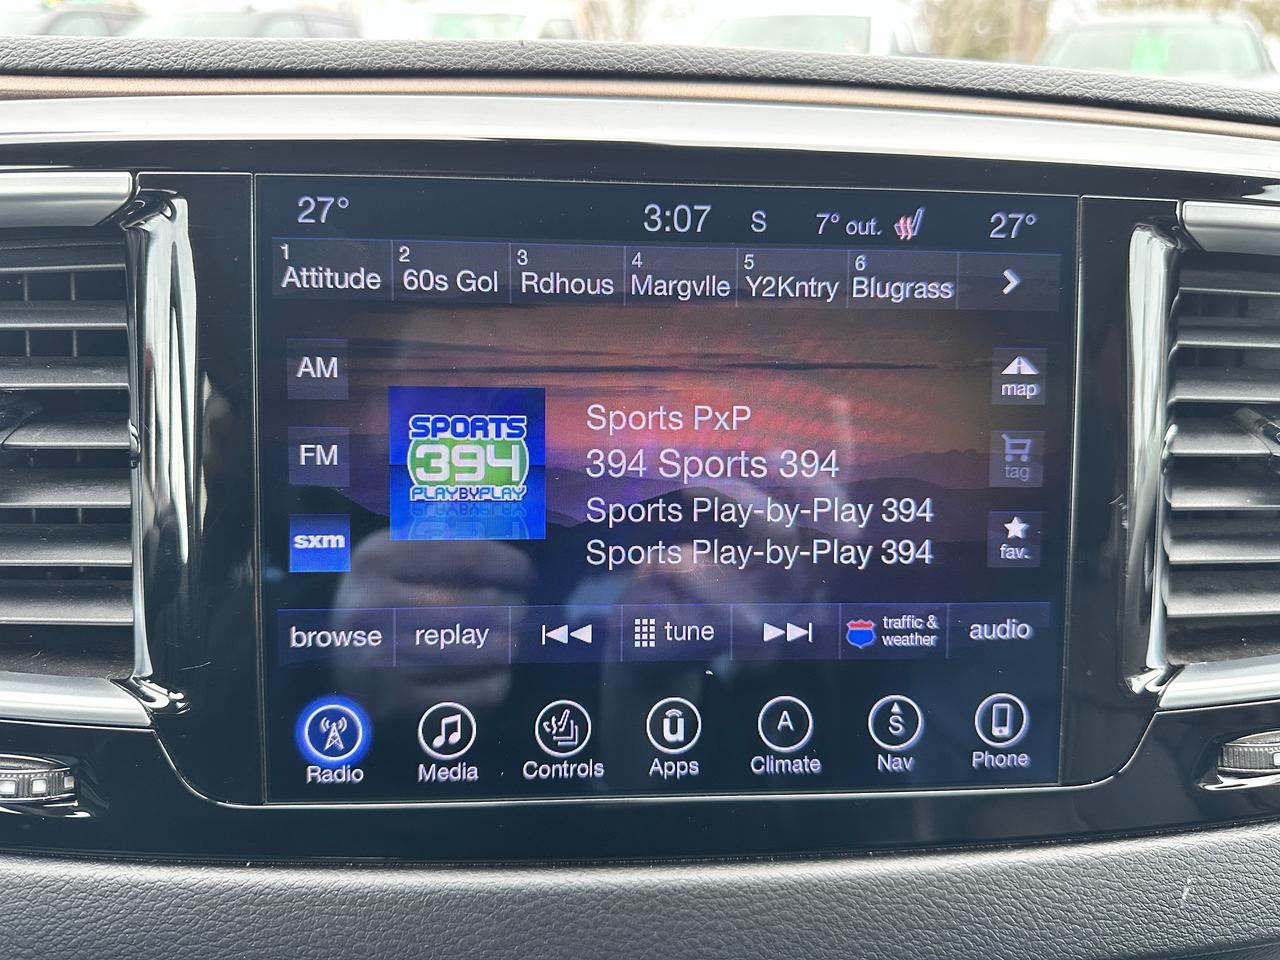 27° 3:07 S 7° out. 27°
1 Attitude 2 60s Gol 3 Rdhous 4 Margvlle 5 Y2Kntry 6 Blugrass
AM
FM
sxm
SPORTS
394
PLAYBYPLAY
Sports PxP
394 Sports 394
Sports Play-by-Play 394
Sports Play-by-Play 394
map
tag
fav.
browse replay tune traffic & weather audio
A S
Radio Media Controls Apps Climate Nav Phone